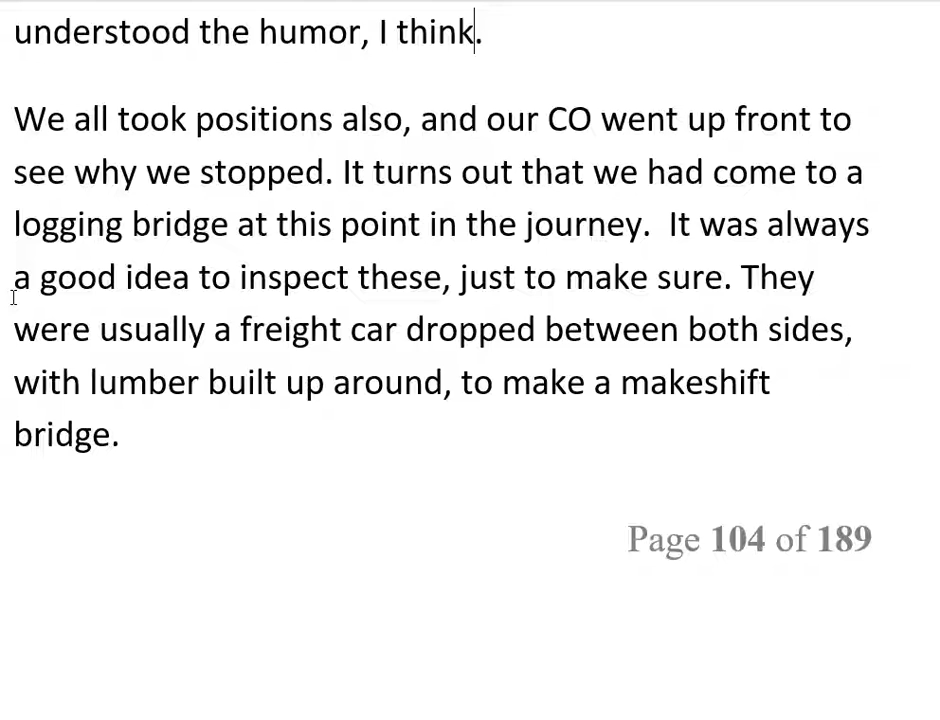 understood the humor, I think.
We all took positions also, and our CO went up front to
see why we stopped. It turns out that we had come to a
logging bridge at this point in the journey.  It was always
a good idea to inspect these, just to make sure. They
were usually a freight car dropped between both sides,
with lumber built up around, to make a makeshift
bridge.
Page 104 of 189